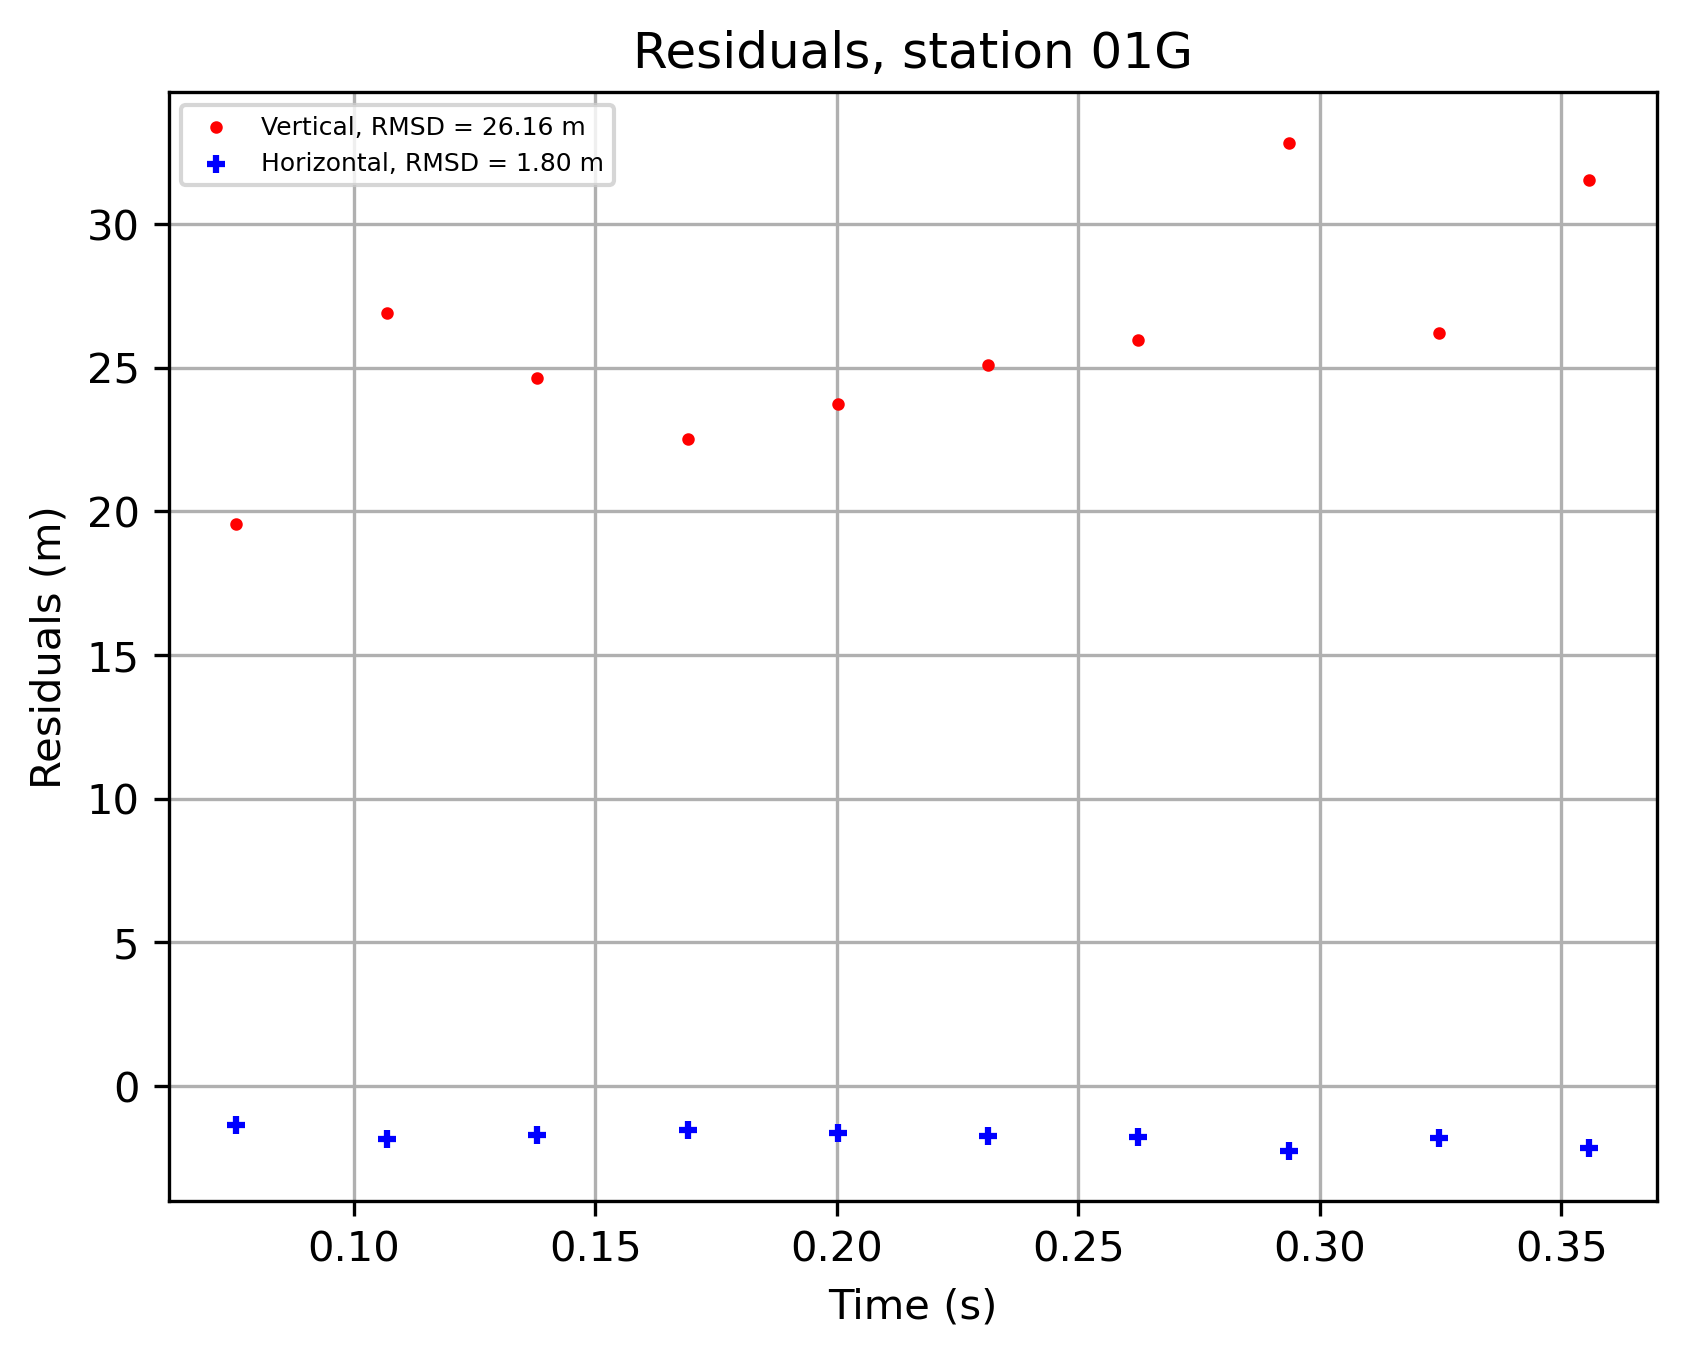 Residuals, station 01G
Vertical, RMSD = 26.16 m
Horizontal, RMSD = 1.80 m
30
25
20
15
10
5
0
Residuals (m)
0.10 0.15 0.20 0.25 0.30 0.35
Time (s)